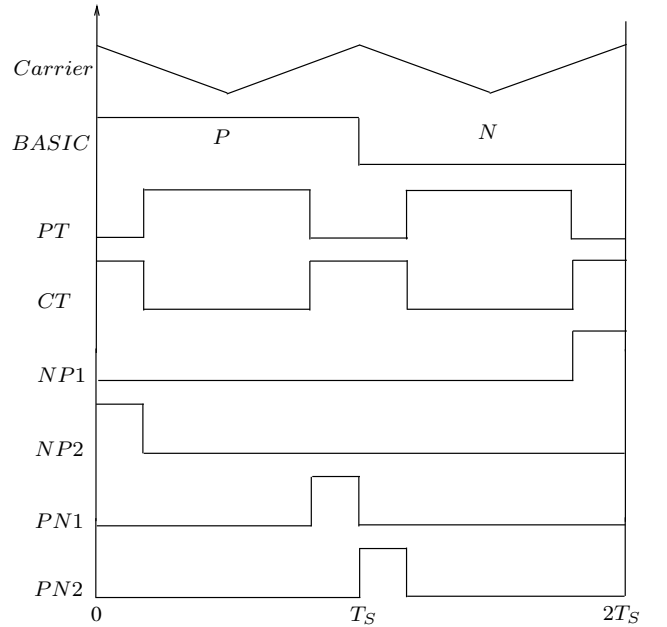 Carrier
BASIC P N
PT
CT
NP1
NP2
PN1
PN2
0 T_S 2T_S